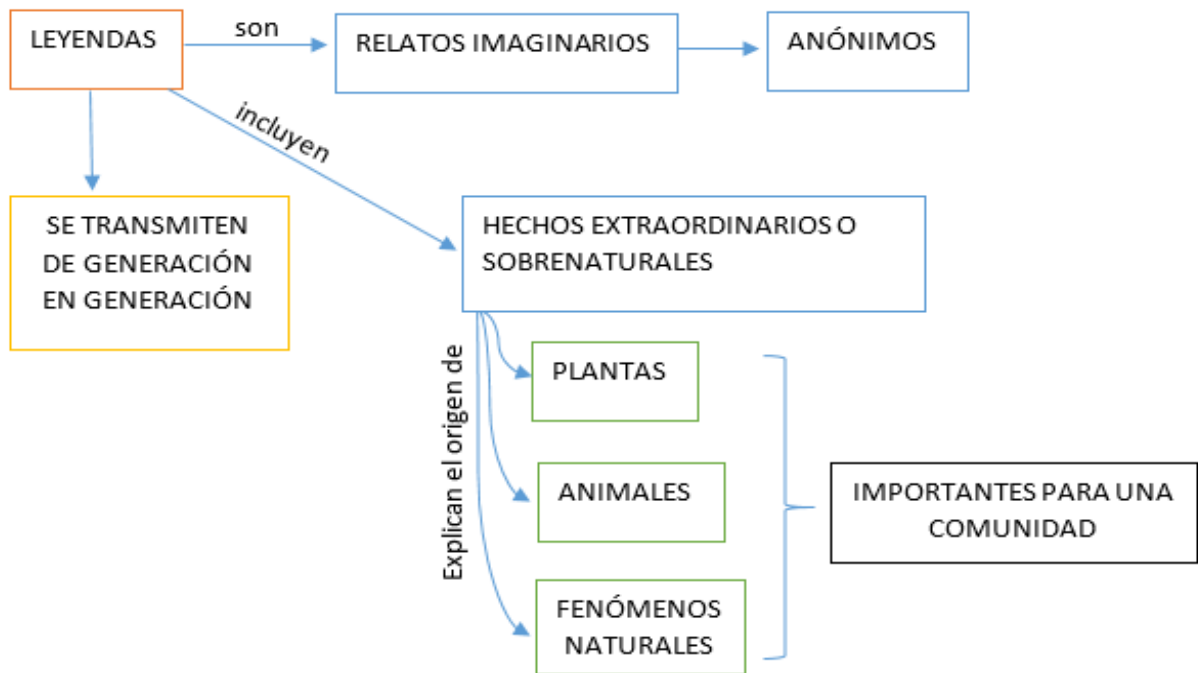 LEYENDAS
son
RELATOS IMAGINARIOS
ANÓNIMOS
incluyen
SE TRANSMITEN
DE GENERACIÓN
EN GENERACIÓN
HECHOS EXTRAORDINARIOS O
SOBRENATURALES
Explican el origen de
PLANTAS
ANIMALES
FENÓMENOS
NATURALES
IMPORTANTES PARA UNA
COMUNIDAD